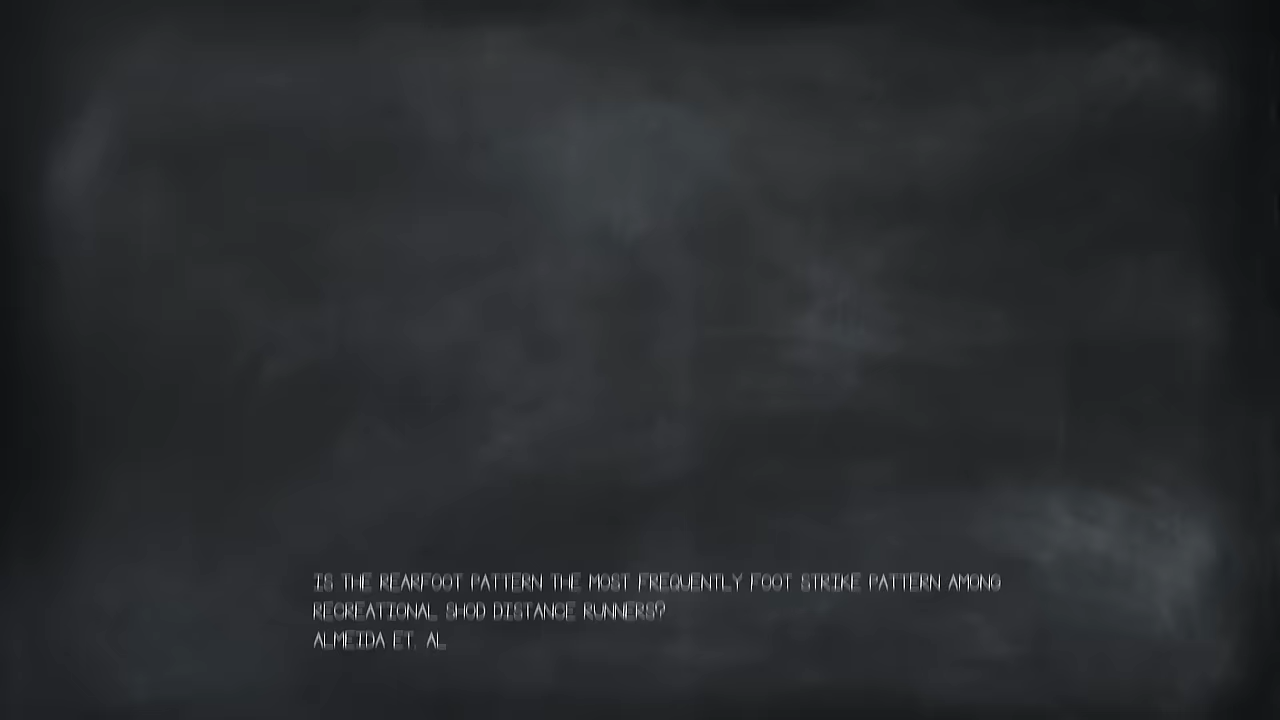 IS THE REARFOOT PATTERN THE MOST FREQUENTLY FOOT STRIKE PATTERN AMONG
RECREATIONAL SHOD DISTANCE RUNNERS?
ALMEIDA ET. AL